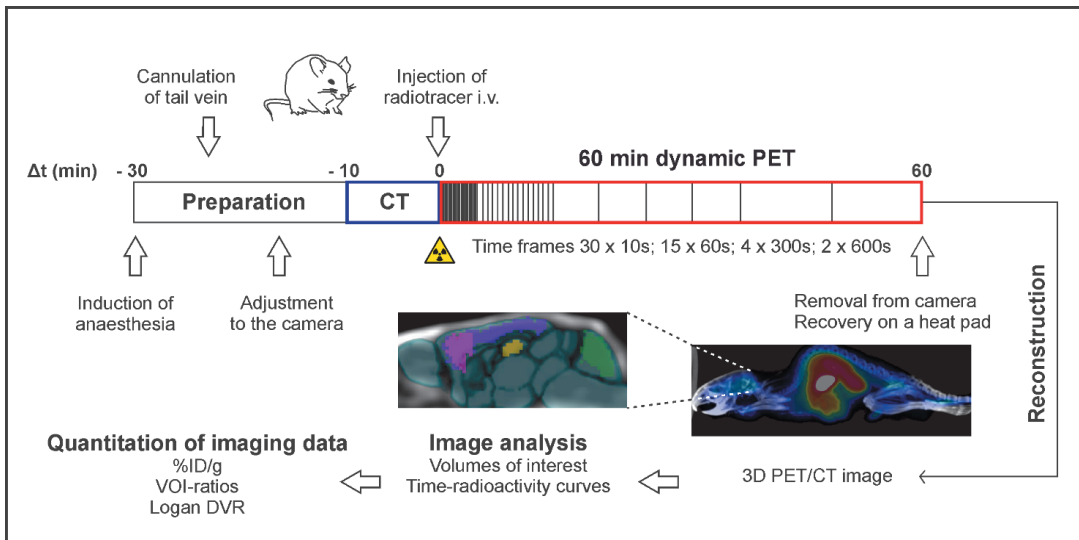 Cannulation
of tail vein
Injection of
radiotracer i.v.
60 min dynamic PET
Δt (min)
- 30
- 10
0
60
Preparation
CT
Time frames 30 x 10s; 15 x 60s; 4 x 300s; 2 x 600s
Induction of
anaesthesia
Adjustment
to the camera
Removal from camera
Recovery on a heat pad
Reconstruction
3D PET/CT image
Image analysis
Volumes of interest
Time-radioactivity curves
Quantitation of imaging data
%ID/g
VOI-ratios
Logan DVR